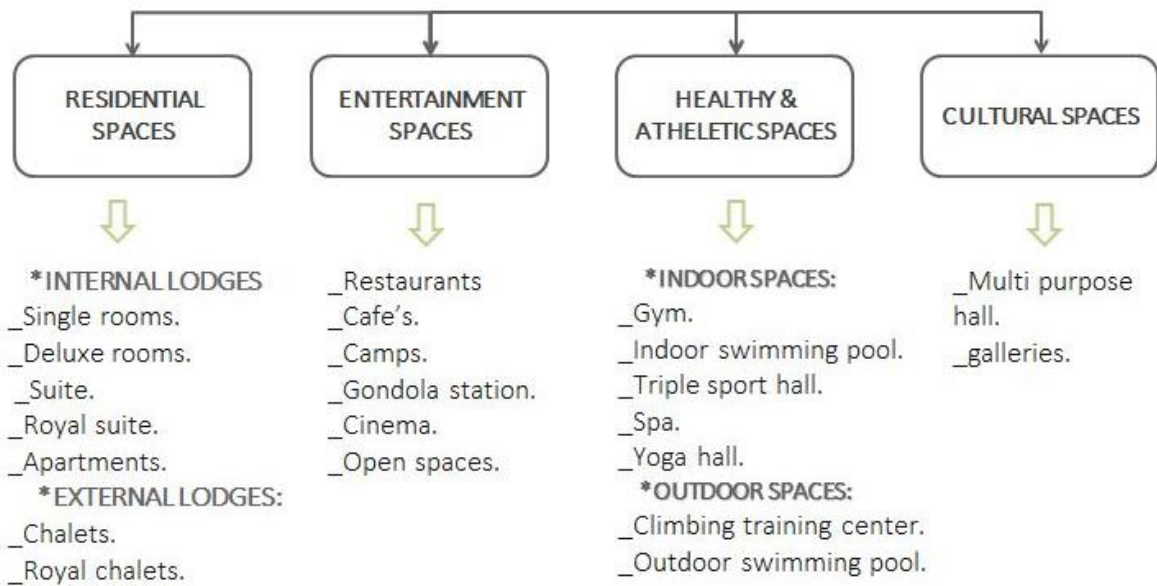 RESIDENTIAL
SPACES
ENTERTAINMENT
SPACES
HEALTHY &
ATHELETIC SPACES
CULTURAL SPACES
*INTERNAL LODGES
_Single rooms.
_Deluxe rooms.
_Suite.
_Royal suite.
_Apartments.
*EXTERNAL LODGES:
_Chalets.
_Royal chalets.
_Restaurants
_Cafe's.
_Camps.
_Gondola station.
_Cinema.
_Open spaces.
*INDOOR SPACES:
_Gym.
_Indoor swimming pool.
_Triple sport hall.
_Spa.
_Yoga hall.
*OUTDOOR SPACES:
_Climbing training center.
_Outdoor swimming pool.
_Multi purpose
hall.
_galleries.